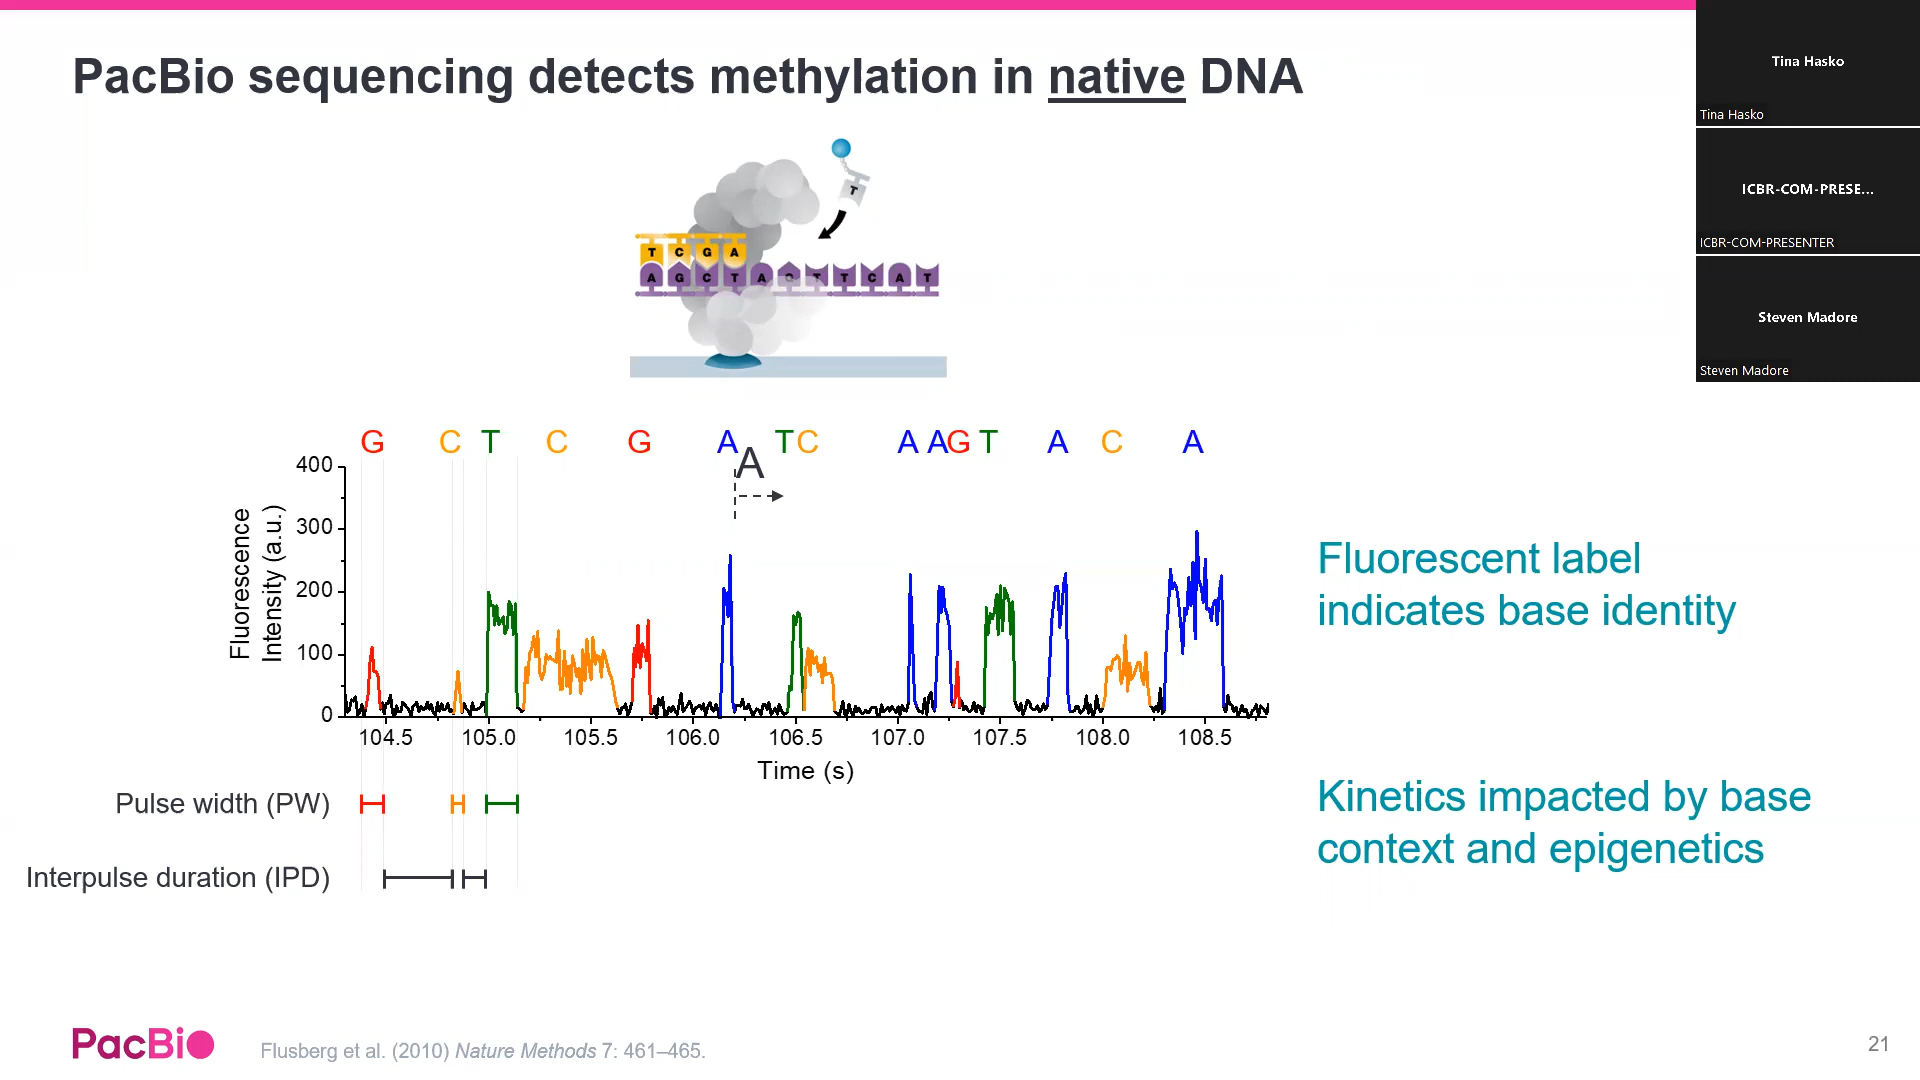 PacBio sequencing detects methylation in native DNA
Tina Hasko
Tina Hasko
ICBR-COM-PRESE...
ICBR-COM-PRESENTER
Steven Madore
Steven Madore
T
T C G A
A G C T A C T T C A T
G C T C G A T C A A G T A C A
A
Fluorescence
Intensity (a.u.)
400
300
200
100
0
104.5 105.0 105.5 106.0 106.5 107.0 107.5 108.0 108.5
Time (s)
Pulse width (PW)
Interpulse duration (IPD)
Fluorescent label
indicates base identity
Kinetics impacted by base
context and epigenetics
PacBio
Flusberg et al. (2010) Nature Methods 7: 461–465.
21